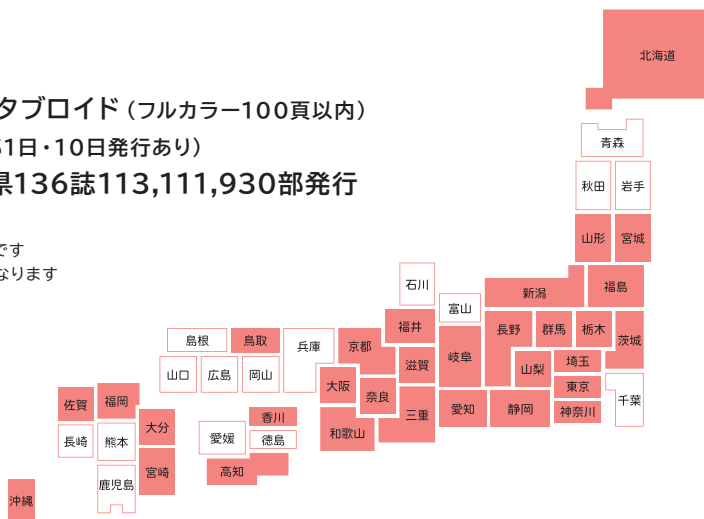 北海道
タブロイド（フルカラー100頁以内）
1日・10日発行あり）
県136誌113,111,930部発行
です
なります
青森
秋田
岩手
山形
宮城
石川
新潟
福島
富山
福井
長野
群馬
栃木
茨城
島根
鳥取
兵庫
京都
滋賀
岐阜
山梨
埼玉
山口
広島
岡山
大阪
奈良
東京
千葉
佐賀
福岡
三重
愛知
静岡
神奈川
香川
大分
長崎
熊本
愛媛
徳島
和歌山
宮崎
高知
鹿児島
沖縄